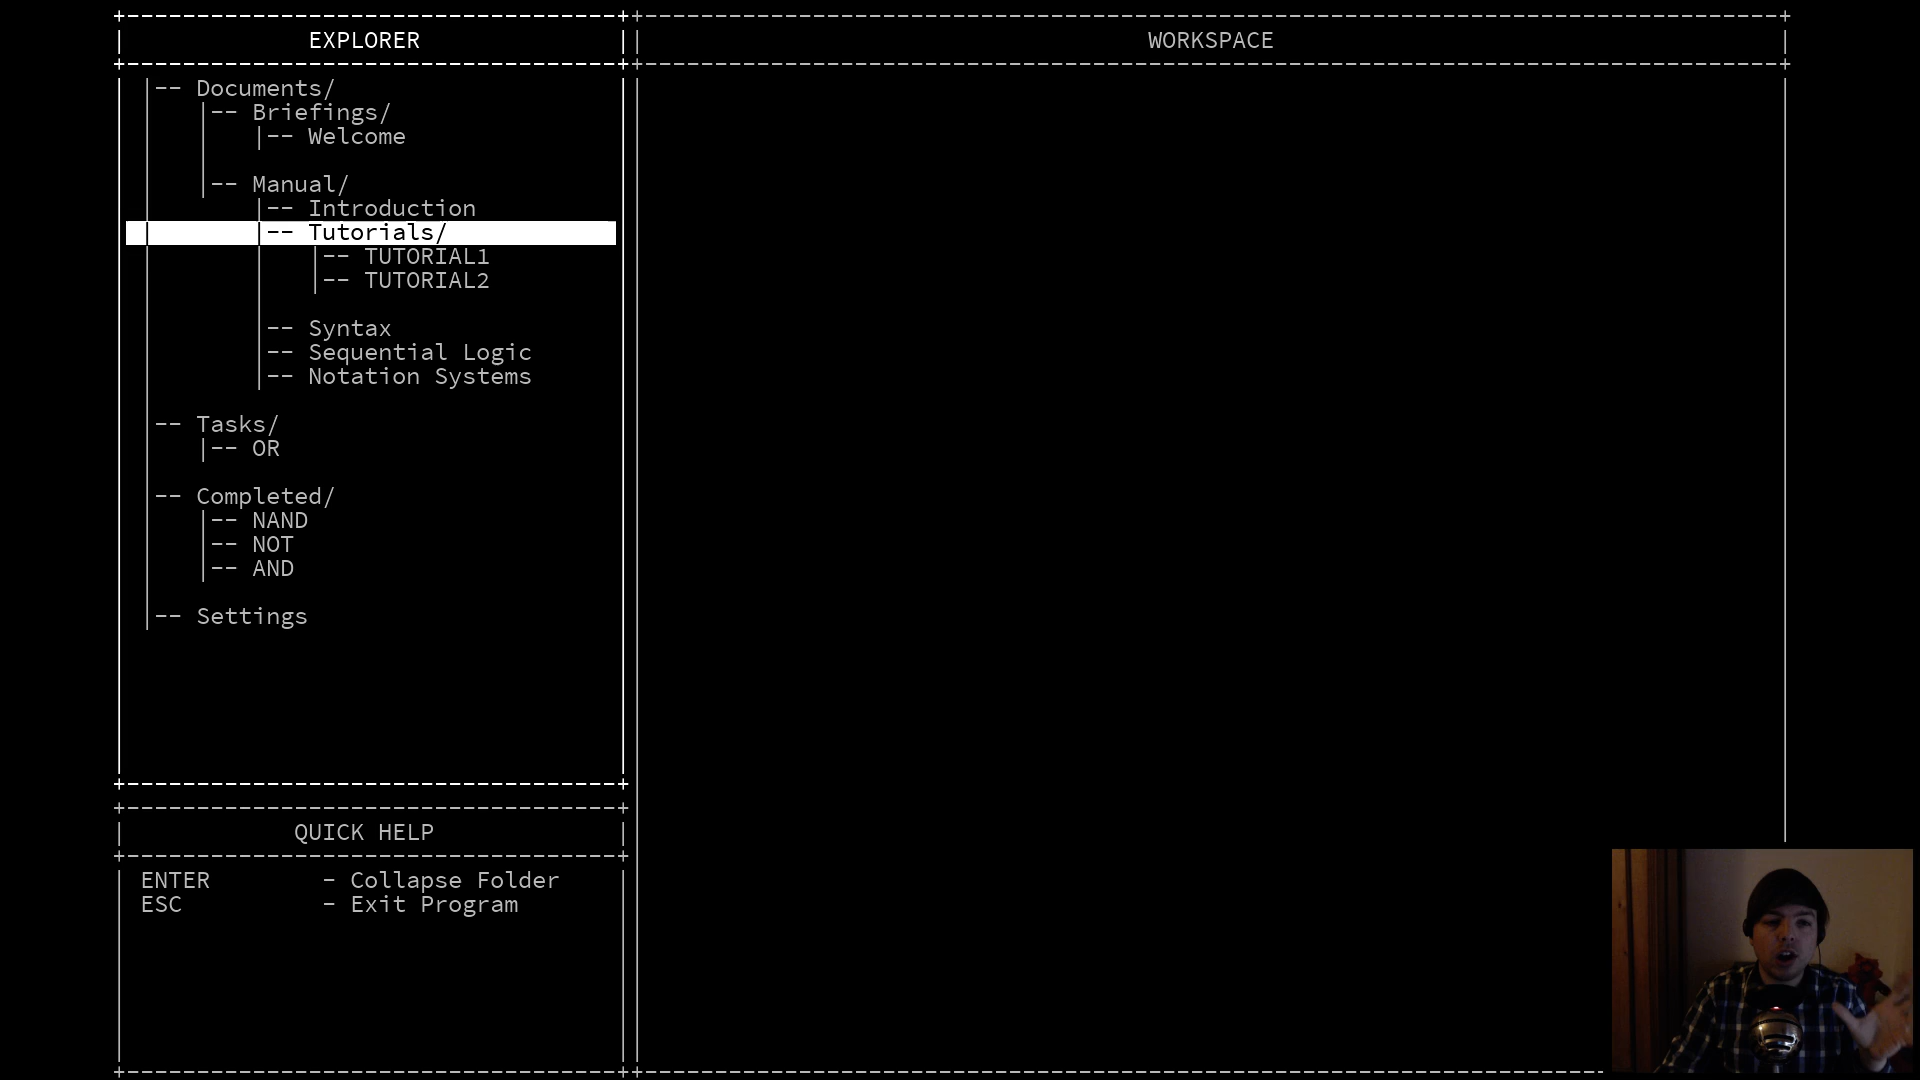 EXPLORER
WORKSPACE
|-- Documents/
|-- Briefings/
|-- Welcome
|-- Manual/
|-- Introduction
|-- Tutorials/
|-- TUTORIAL1
|-- TUTORIAL2
|-- Syntax
|-- Sequential Logic
|-- Notation Systems
|-- Tasks/
|-- OR
|-- Completed/
|-- NAND
|-- NOT
|-- AND
|-- Settings
QUICK HELP
ENTER - Collapse Folder
ESC - Exit Program